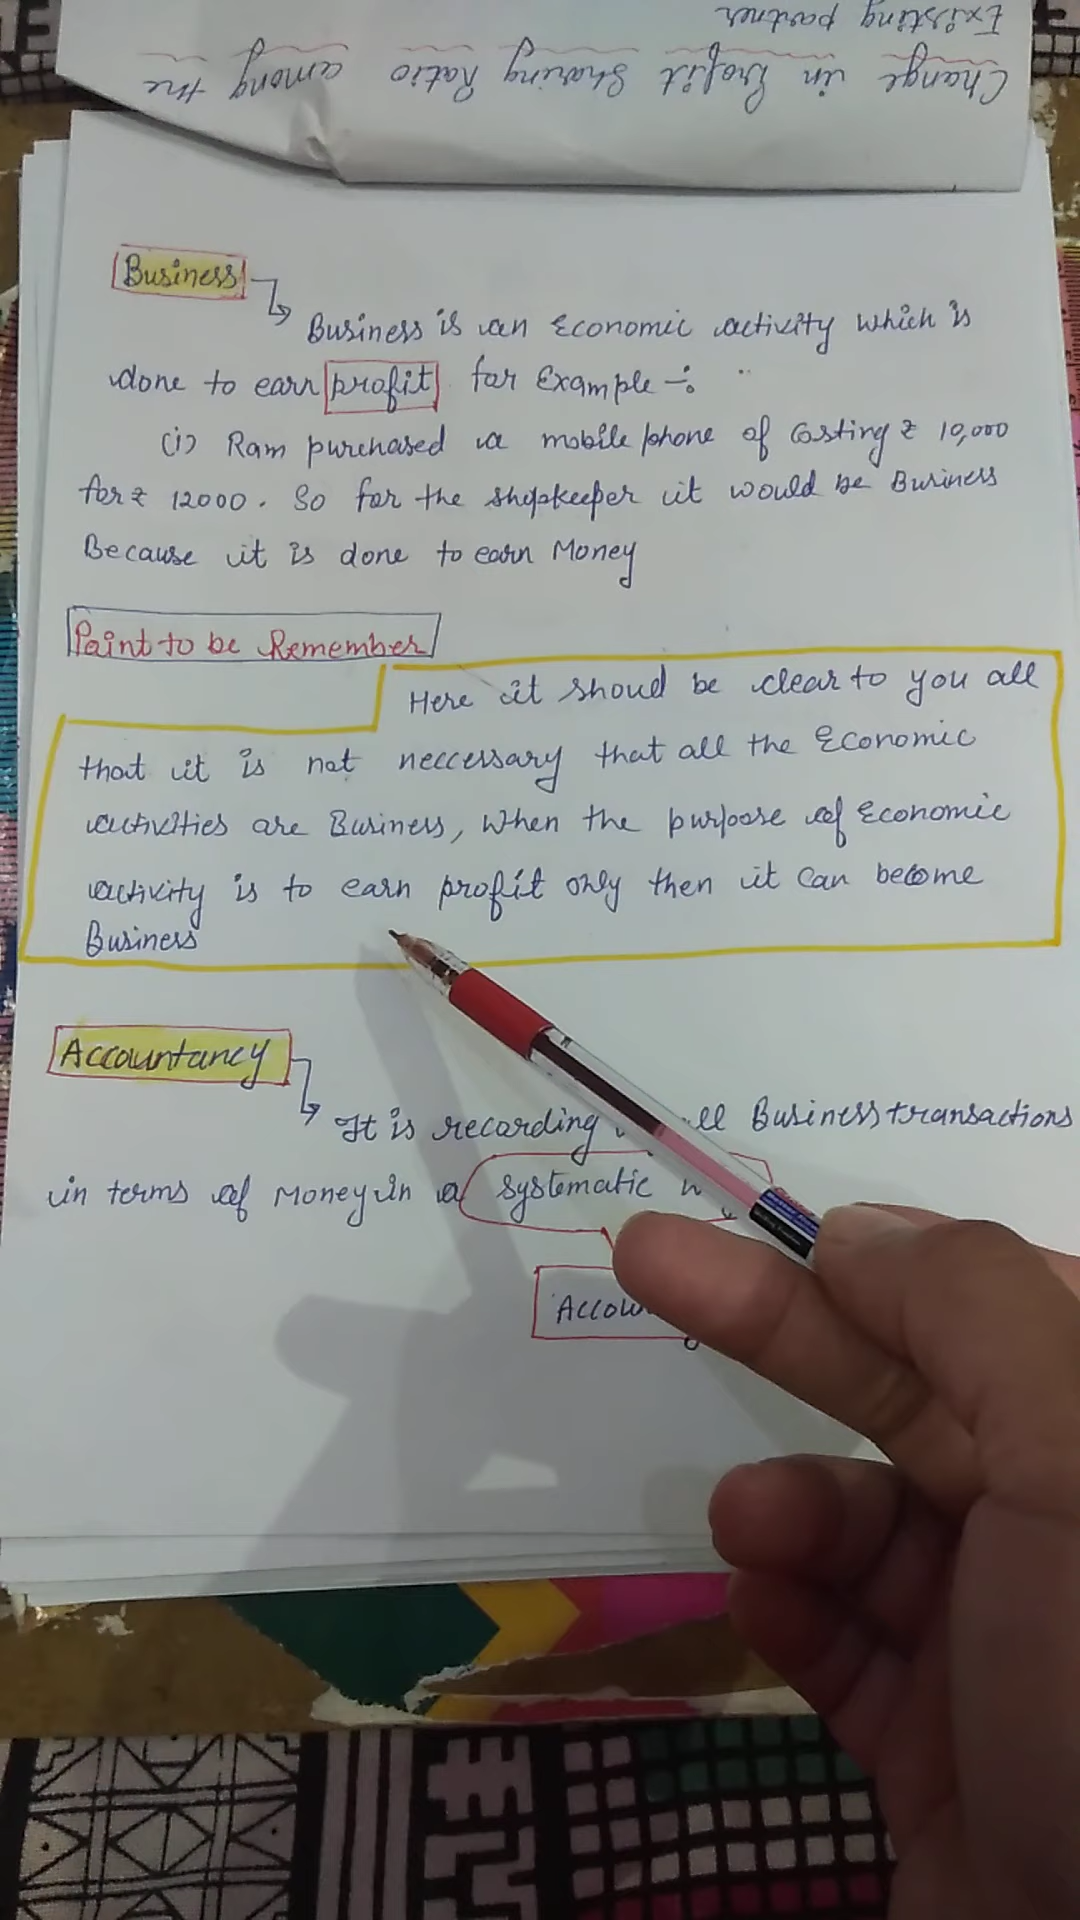 Change in Profit Sharing Ratio among the
Existing partner
Business
Business is an Economic activity which is
done to earn profit for Example -:
(i) Ram purchased a mobile phone of Costing ₹ 10,000
for ₹ 12000. So for the shopkeeper it would be Business
Because it is done to earn Money
Point to be Remember
Here it shoud be clear to you all
that it is not neccessary that all the Economic
activities are Business, When the purpose of Economic
activity is to earn profit only then it can become
Business
Accountancy
It is recording Business transactions
in terms of Money in a systematic